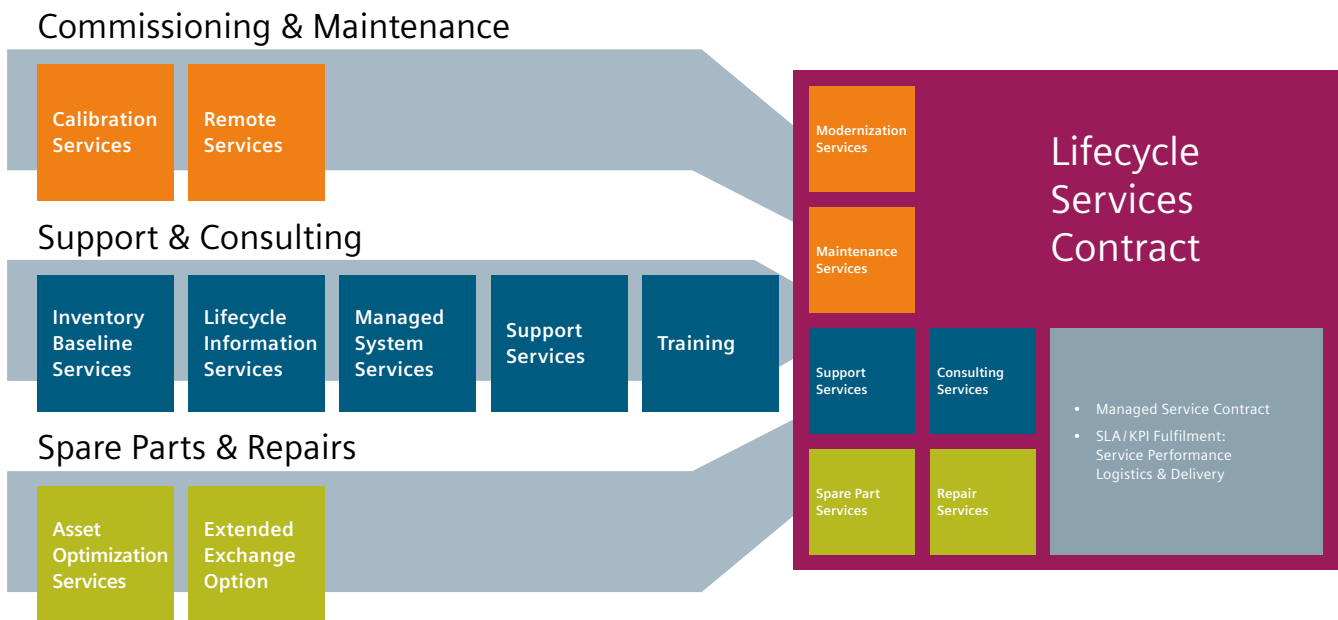 Commissioning & Maintenance
Calibration
Services
Remote
Services
Support & Consulting
Inventory
Baseline
Services
Lifecycle
Information
Services
Managed
System
Services
Support
Services
Training
Spare Parts & Repairs
Asset
Optimization
Services
Extended
Exchange
Option
Modernization
Services
Lifecycle
Services
Contract
Maintenance
Services
Support
Services
Consulting
Services
Spare Part
Services
Repair
Services
• Managed Service Contract
• SLA/KPI Fulfilment:
Service Performance
Logistics & Delivery